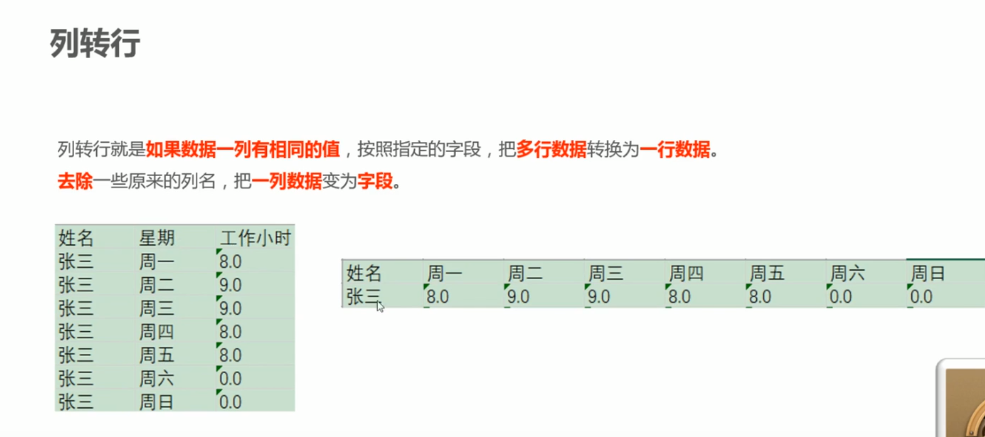 列转行
列转行就是如果数据一列有相同的值，按照指定的字段，把多行数据转换为一行数据。
去除一些原来的列名，把一列数据变为字段。
姓名 星期 工作小时
张三 周一 8.0
张三 周二 9.0
张三 周三 9.0
张三 周四 8.0
张三 周五 8.0
张三 周六 0.0
张三 周日 0.0
姓名 周一 周二 周三 周四 周五 周六 周日
张三 8.0 9.0 9.0 8.0 8.0 0.0 0.0